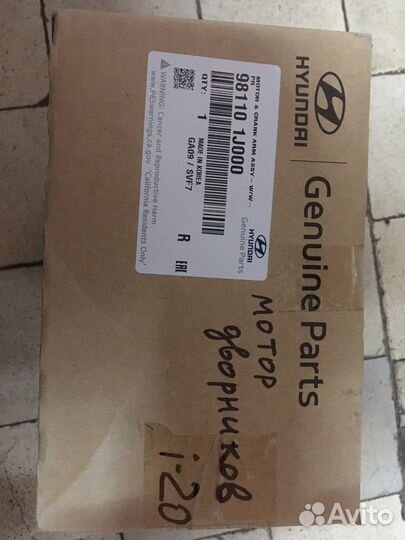 HYUNDAI
Genuine Parts
HYUNDAI
Genuine Parts
MOTOR & CRANK ARM ASSY - W/W
98110 1J000
QTY: 1
MADE IN KOREA
GA09 / SVF7
R
EAC
WARNING: Cancer and Reproductive Harm
www.P65warnings.ca.gov "California
Residents Only"
мотор
дворников
i-20
Avito